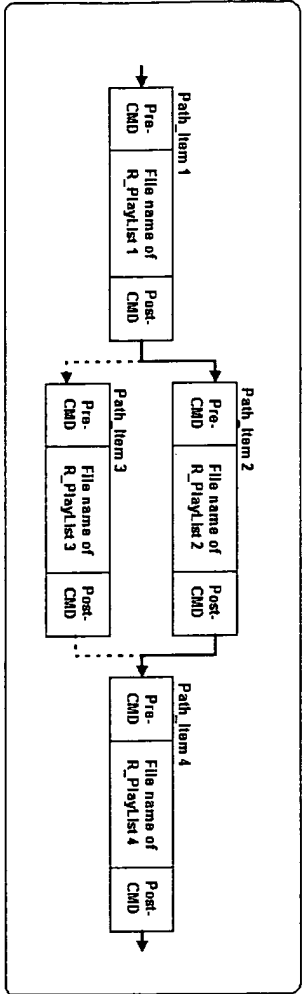 Path_Item 1
Pre-
CMD
File name of
R_PlayList 1
Post-
CMD
Path_Item 2
Pre-
CMD
File name of
R_PlayList 2
Post-
CMD
Path_Item 3
Pre-
CMD
File name of
R_PlayList 3
Post-
CMD
Path_Item 4
Pre-
CMD
File name of
R_PlayList 4
Post-
CMD